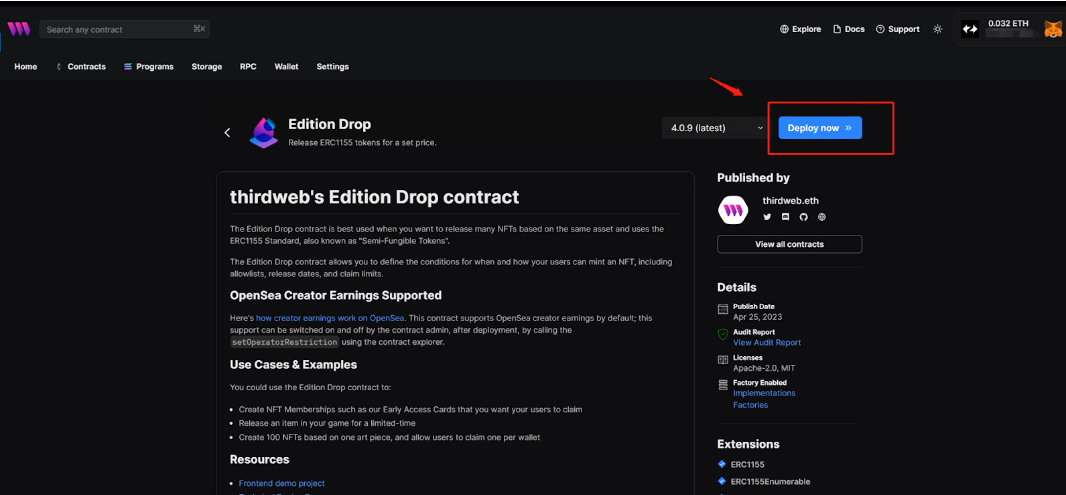 Search any contract ⌘K
Explore Docs Support
0.032 ETH
Home Contracts Programs Storage RPC Wallet Settings
Edition Drop
Release ERC1155 tokens for a set price.
4.0.9 (latest)
Deploy now
thirdweb's Edition Drop contract
The Edition Drop contract is best used when you want to release many NFTs based on the same asset and uses the
ERC1155 Standard, also known as "Semi-Fungible Tokens".
The Edition Drop contract allows you to define the conditions for when and how your users can mint an NFT, including
allowlists, release dates, and claim limits.
OpenSea Creator Earnings Supported
Here's how creator earnings work on OpenSea. This contract supports OpenSea creator earnings by default; this
support can be switched on and off by the contract admin, after deployment, by calling the
setOperatorRestriction using the contract explorer.
Use Cases & Examples
You could use the Edition Drop contract to:
• Create NFT Memberships such as our Early Access Cards that you want your users to claim
• Release an item in your game for a limited-time
• Create 100 NFTs based on one art piece, and allow users to claim one per wallet
Resources
• Frontend demo project
Published by
thirdweb.eth
View all contracts
Details
Publish Date
Apr 25, 2023
Audit Report
View Audit Report
Licenses
Apache-2.0, MIT
Factory Enabled
Implementations
Factories
Extensions
ERC1155
ERC1155Enumerable